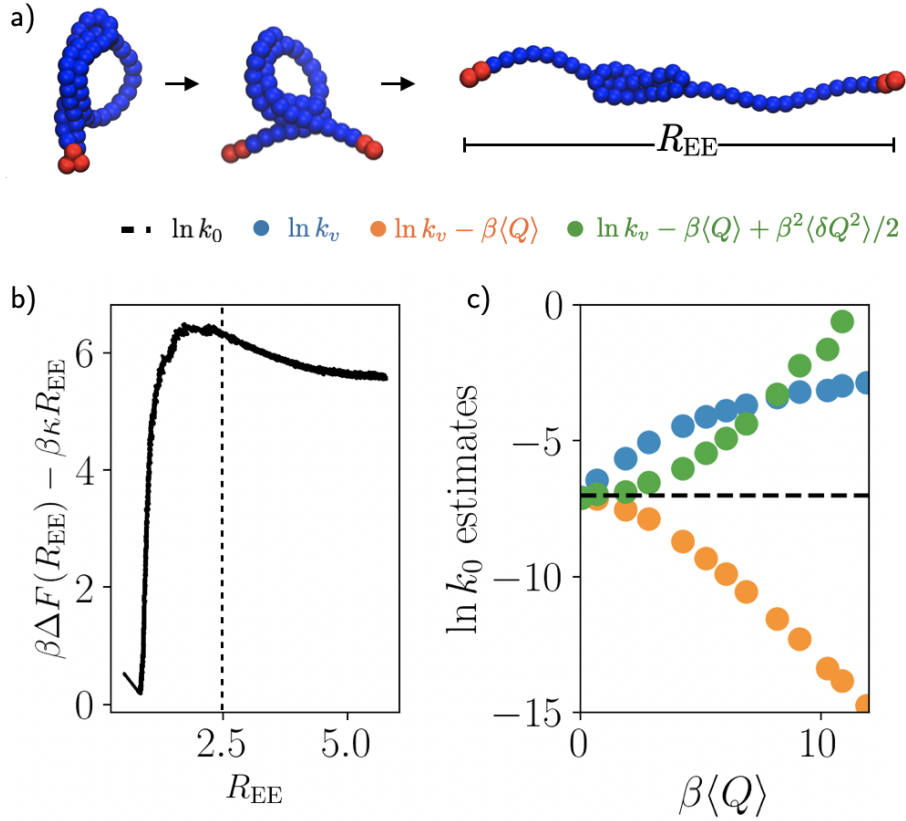 a)
R_EE
ln k_0 ln k_v ln k_v − β⟨Q⟩ ln k_v − β⟨Q⟩ + β²⟨δQ²⟩/2
b)
βΔF(R_EE) − βκR_EE
6
4
2
0
2.5 5.0
R_EE
c)
ln k_0 estimates
0
−5
−10
−15
0 10
β⟨Q⟩